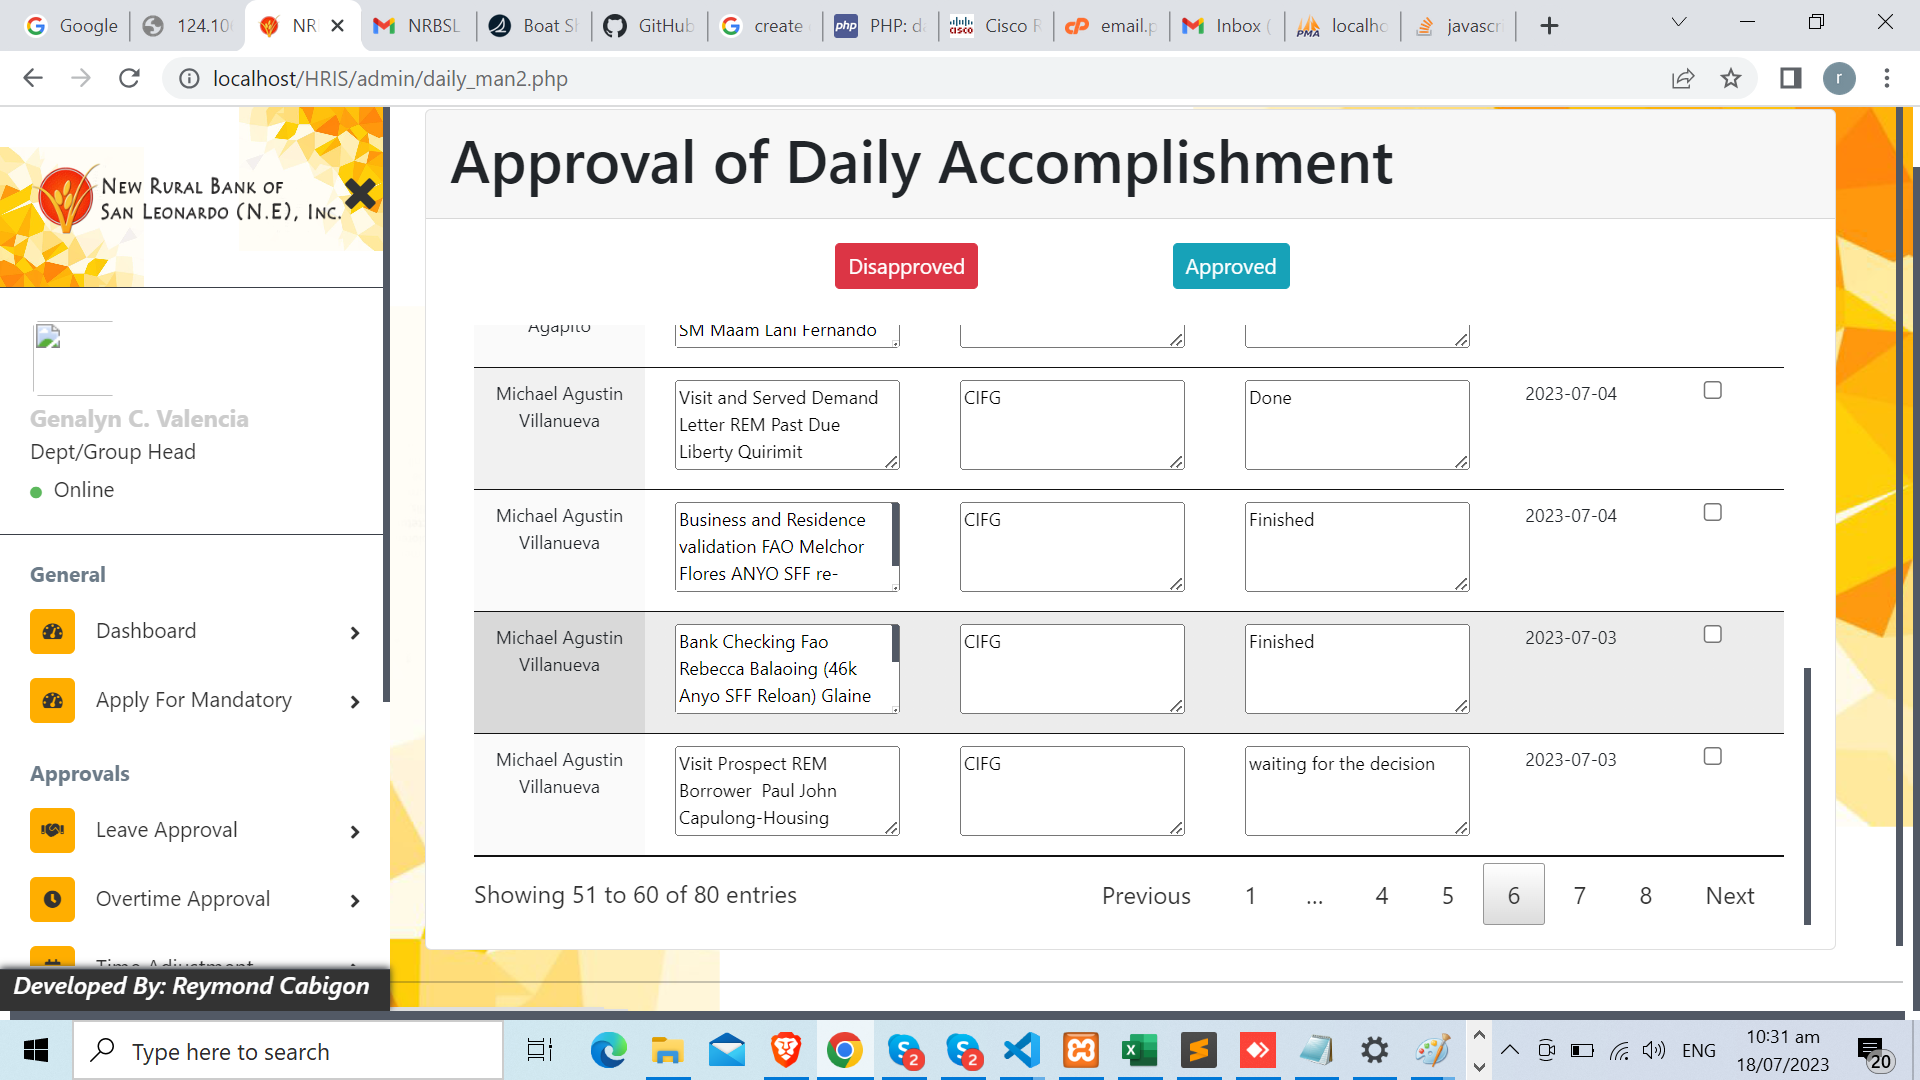 Google
124.10
NR
NRBSL
Boat S
GitHub
create
PHP: d
Cisco R
email.p
Inbox (
localho
javascri
localhost/HRIS/admin/daily_man2.php
r
NEW RURAL BANK OF
SAN LEONARDO (N.E), INC.
Genalyn C. Valencia
Dept/Group Head
Online
General
Dashboard
Apply For Mandatory
Approvals
Leave Approval
Overtime Approval
Time Adjustment
Developed By: Reymond Cabigon
Approval of Daily Accomplishment
Disapproved
Approved
Agapito
SM Maam Lani Fernando
Michael Agustin
Villanueva
Visit and Served Demand
Letter REM Past Due
Liberty Quirimit
CIFG
Done
2023-07-04
Michael Agustin
Villanueva
Business and Residence
validation FAO Melchor
Flores ANYO SFF re-
CIFG
Finished
2023-07-04
Michael Agustin
Villanueva
Bank Checking Fao
Rebecca Balaoing (46k
Anyo SFF Reloan) Glaine
CIFG
Finished
2023-07-03
Michael Agustin
Villanueva
Visit Prospect REM
Borrower  Paul John
Capulong-Housing
CIFG
waiting for the decision
2023-07-03
Showing 51 to 60 of 80 entries
Previous 1 ... 4 5 6 7 8 Next
Type here to search
2
2
ENG
10:31 am
18/07/2023
20